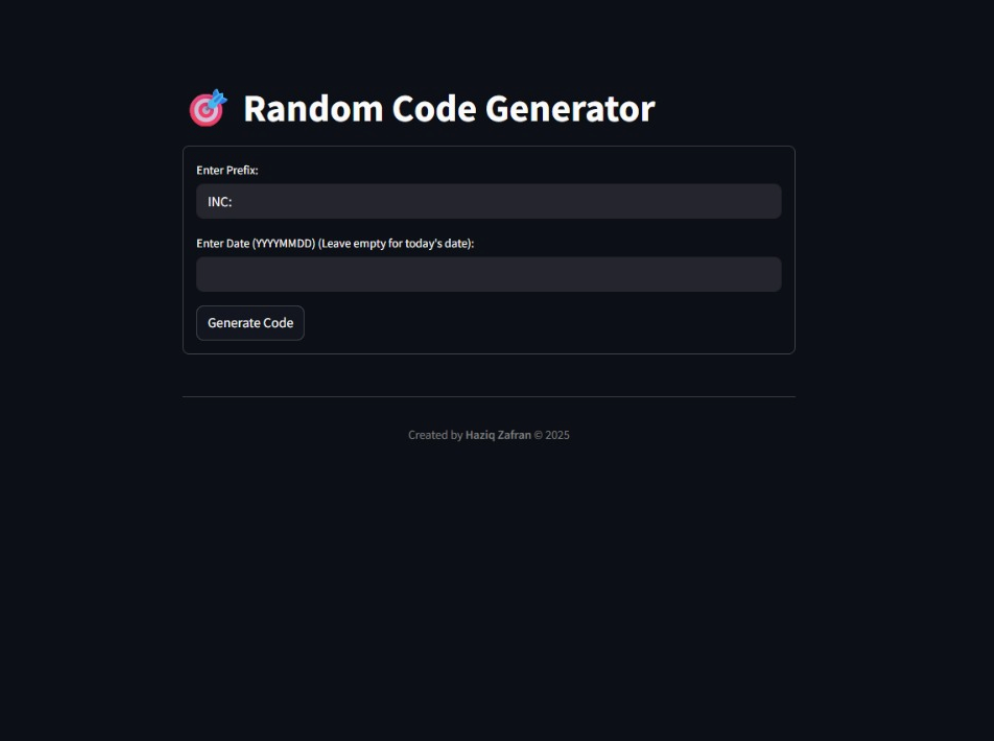 Random Code Generator
Enter Prefix:
INC:
Enter Date (YYYYMMDD) (Leave empty for today's date):
Generate Code
Created by Haziq Zafran © 2025